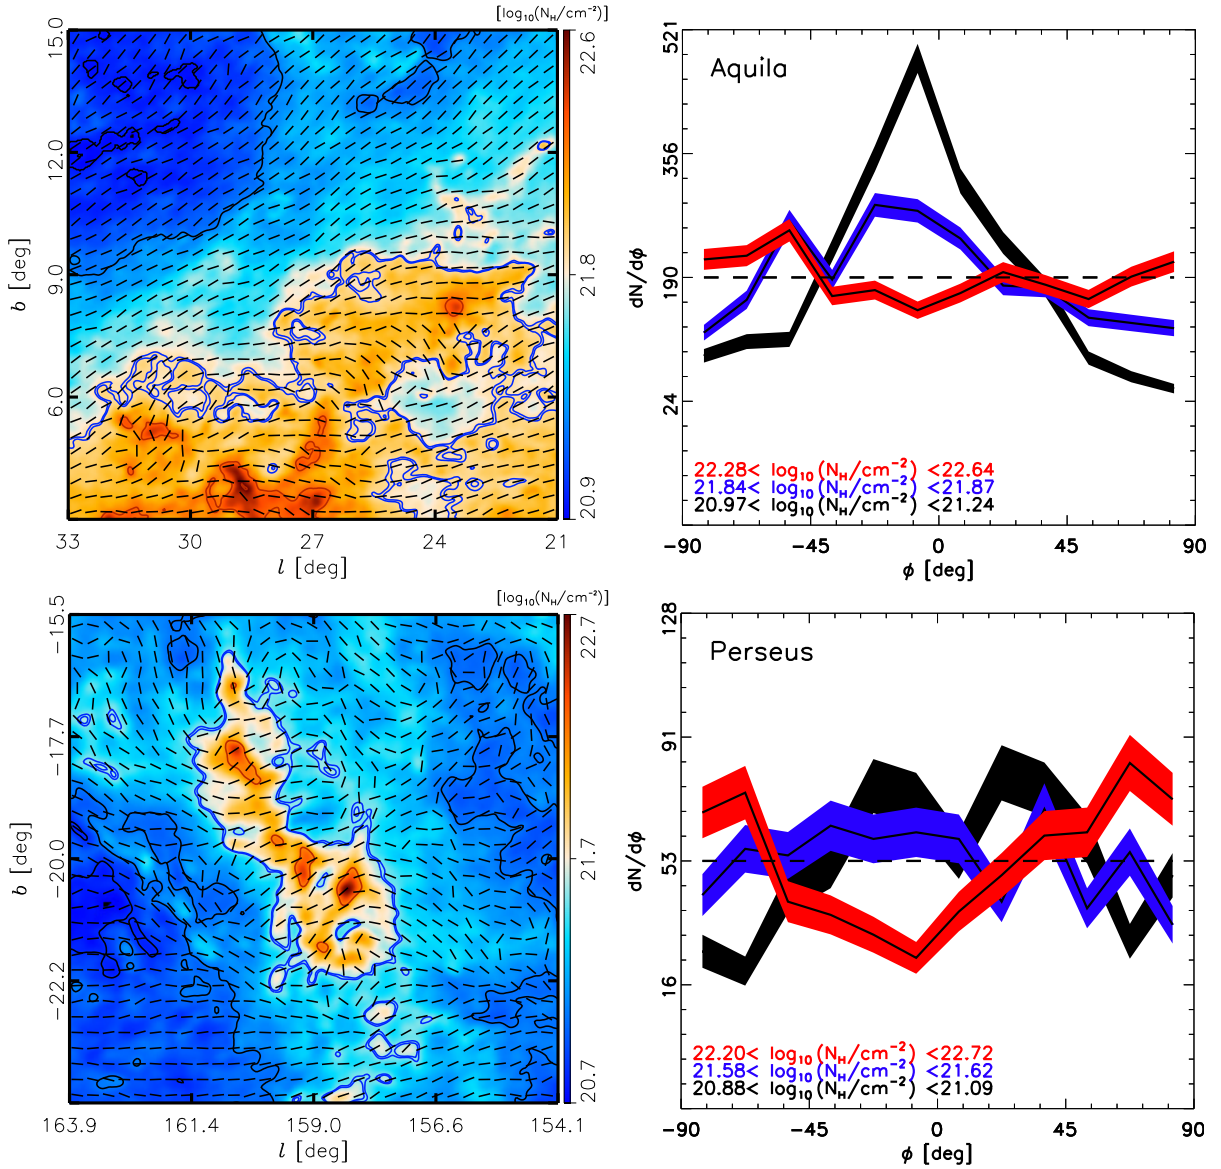 [log₁₀(N_H/cm⁻²)]
15.0
12.0
9.0
6.0
b [deg]
33 30 27 24 21
l [deg]
22.6
21.8
20.9
Aquila
521
356
190
24
dN/dϕ
22.28< log₁₀(N_H/cm⁻²) <22.64
21.84< log₁₀(N_H/cm⁻²) <21.87
20.97< log₁₀(N_H/cm⁻²) <21.24
−90 −45 0 45 90
ϕ [deg]
[log₁₀(N_H/cm⁻²)]
−15.5
−17.7
−20.0
−22.2
b [deg]
163.9 161.4 159.0 156.6 154.1
l [deg]
22.7
21.7
20.7
Perseus
128
91
53
16
dN/dϕ
22.20< log₁₀(N_H/cm⁻²) <22.72
21.58< log₁₀(N_H/cm⁻²) <21.62
20.88< log₁₀(N_H/cm⁻²) <21.09
−90 −45 0 45 90
ϕ [deg]